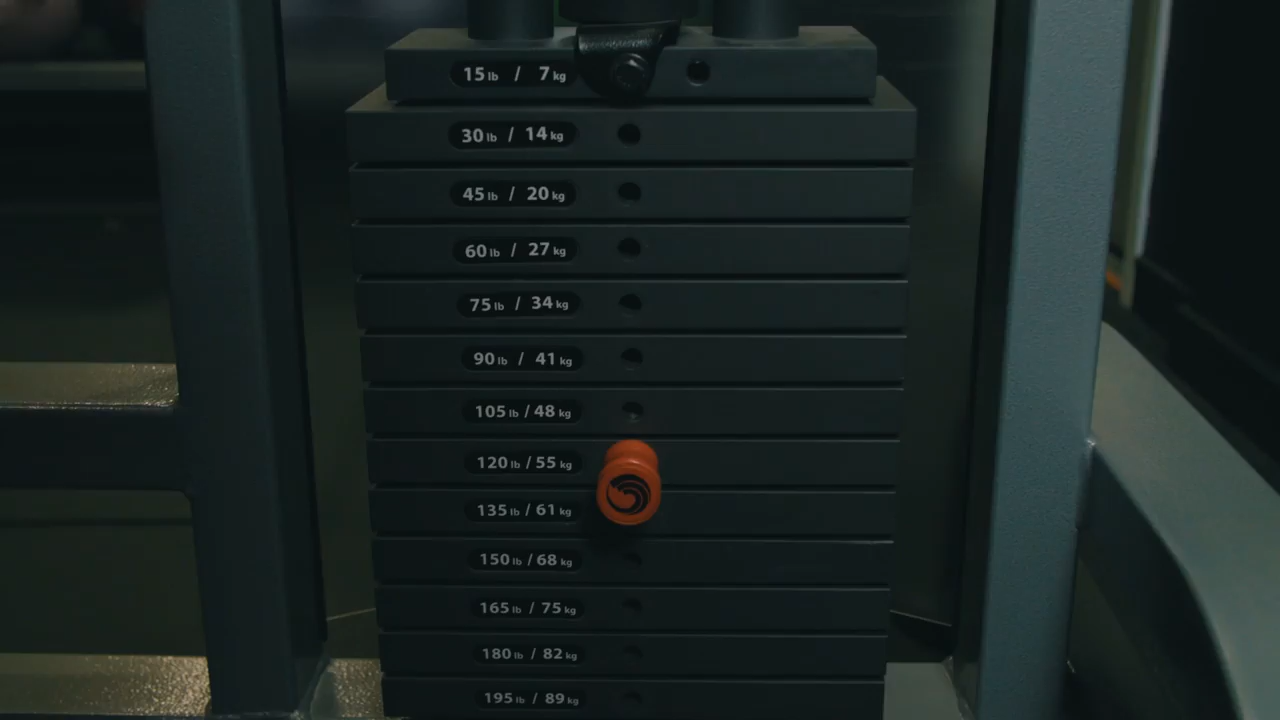 15 lb / 7 kg
30 lb / 14 kg
45 lb / 20 kg
60 lb / 27 kg
75 lb / 34 kg
90 lb / 41 kg
105 lb / 48 kg
120 lb / 55 kg
135 lb / 61 kg
150 lb / 68 kg
165 lb / 75 kg
180 lb / 82 kg
195 lb / 89 kg